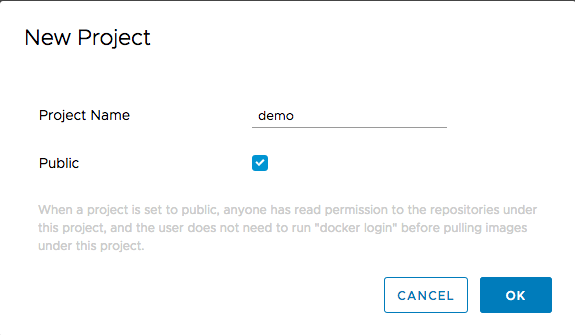 New Project
Project Name demo
Public
When a project is set to public, anyone has read permission to the repositories under
this project, and the user does not need to run "docker login" before pulling images
under this project.
CANCEL OK